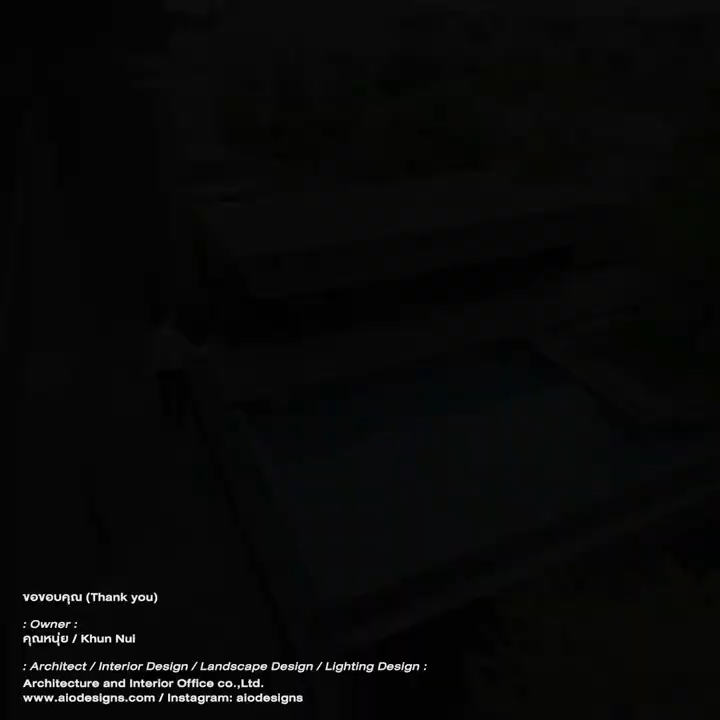 ขอขอบคุณ (Thank you)
: Owner :
คุณหนุ่ย / Khun Nui
: Architect / Interior Design / Landscape Design / Lighting Design :
Architecture and Interior Office co.,Ltd.
www.aiodesigns.com / Instagram: aiodesigns